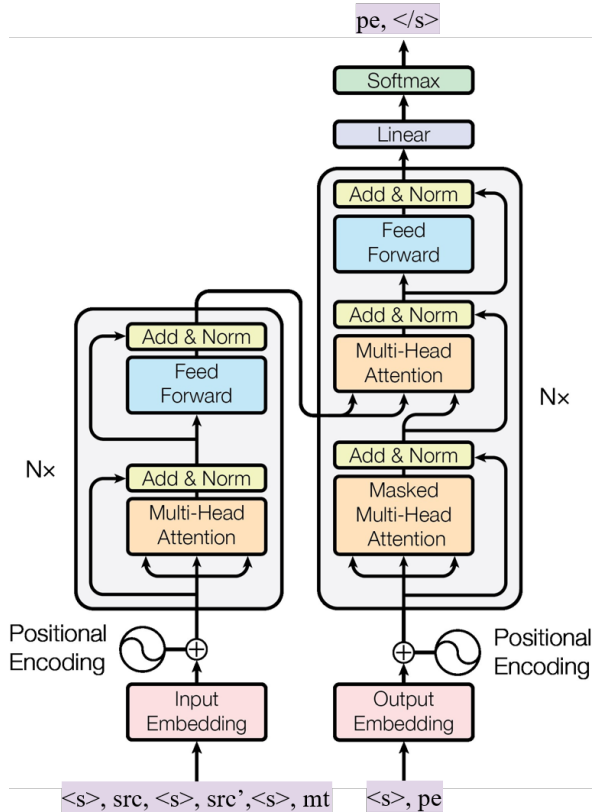 pe, </s>
Softmax
Linear
Add & Norm
Feed
Forward
Add & Norm
Multi-Head
Attention
Nx
Add & Norm
Masked
Multi-Head
Attention
Add & Norm
Feed
Forward
Nx
Add & Norm
Multi-Head
Attention
Positional
Encoding
Positional
Encoding
Input
Embedding
Output
Embedding
<s>, src, <s>, src’,<s>, mt
<s>, pe